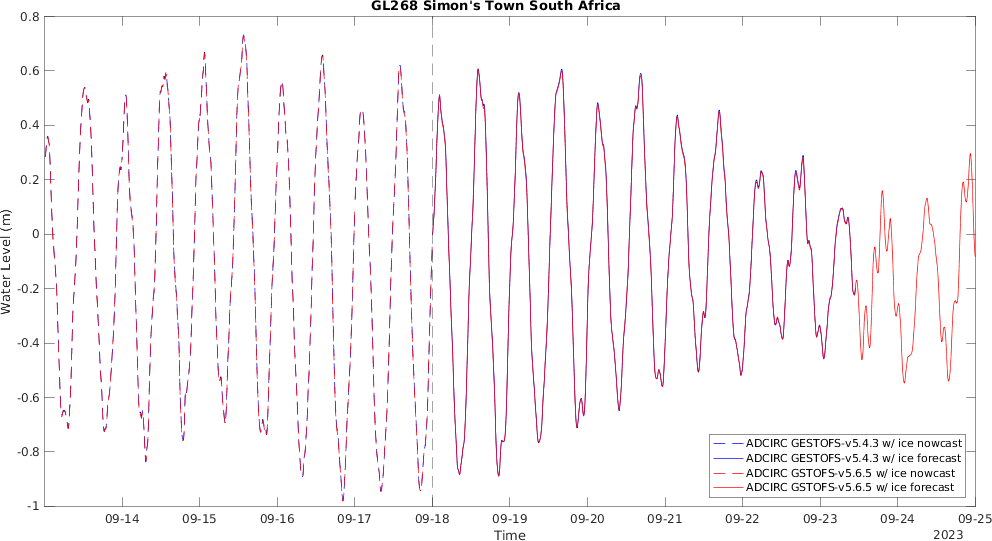 GL268 Simon's Town South Africa
0.8
0.6
0.4
0.2
0
-0.2
-0.4
-0.6
-0.8
-1
Water Level (m)
ADCIRC GESTOFS-v5.4.3 w/ ice nowcast
ADCIRC GESTOFS-v5.4.3 w/ ice forecast
ADCIRC GSTOFS-v5.6.5 w/ ice nowcast
ADCIRC GSTOFS-v5.6.5 w/ ice forecast
09-14 09-15 09-16 09-17 09-18 09-19 09-20 09-21 09-22 09-23 09-24 09-25
Time
2023